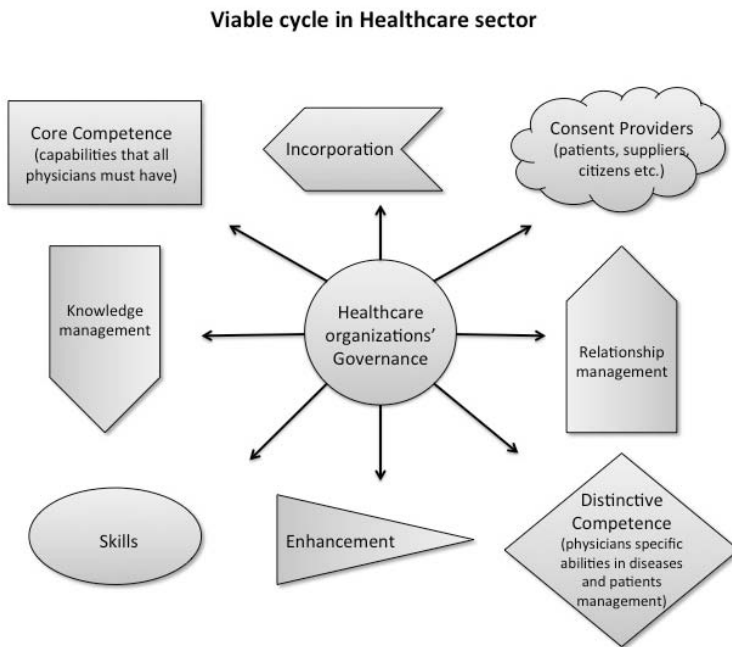 Viable cycle in Healthcare sector
Core Competence
(capabilities that all
physicians must have)
Incorporation
Consent Providers
(patients, suppliers,
citizens etc.)
Knowledge
management
Healthcare
organizations’
Governance
Relationship
management
Skills
Enhancement
Distinctive
Competence
(physicians specific
abilities in diseases
and patients
management)